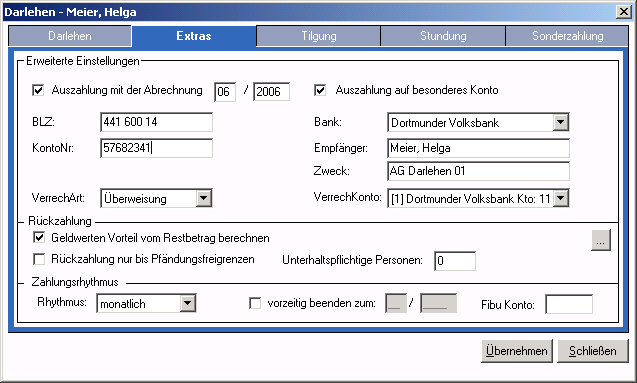 Darlehen - Meier, Helga
Darlehen Extras Tilgung Stundung Sonderzahlung
Erweiterte Einstellungen
Auszahlung mit der Abrechnung 06 / 2006 Auszahlung auf besonderes Konto
BLZ: 441 600 14 Bank: Dortmunder Volksbank
KontoNr: 57682341 Empfänger: Meier, Helga
Zweck: AG Darlehen 01
VerrechArt: Überweisung VerrechKonto: [1] Dortmunder Volksbank Kto: 11
Rückzahlung
Geldwerten Vorteil vom Restbetrag berechnen ...
Rückzahlung nur bis Pfändungsfreigrenzen Unterhaltspflichtige Personen: 0
Zahlungsrhythmus
Rhythmus: monatlich vorzeitig beenden zum: __ / ____ Fibu Konto:
Übernehmen Schließen